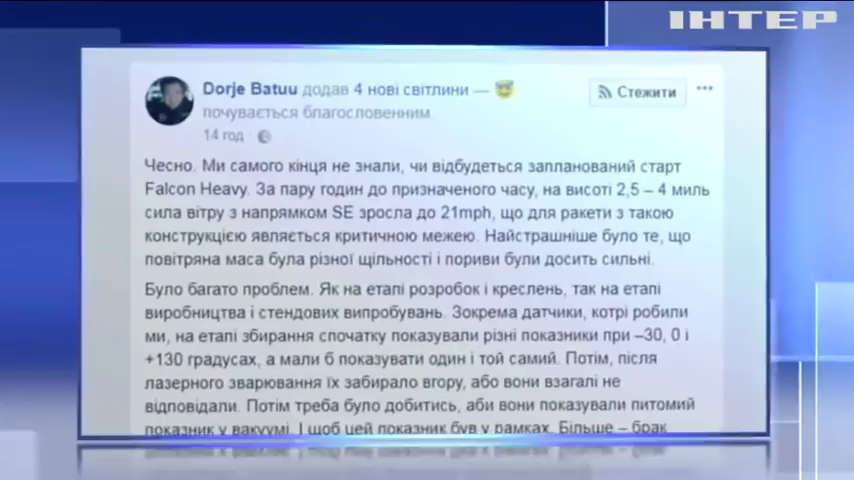 ІНТЕР
Dorje Batuu додав 4 нові світлини —
почувається благословенним.
14 год ·
Стежити
Чесно. Ми самого кінця не знали, чи відбудеться запланований старт
Falcon Heavy. За пару годин до призначеного часу, на висоті 2,5 – 4 миль
сила вітру з напрямком SE зросла до 21mph, що для ракети з такою
конструкцією являється критичною межею. Найстрашніше було те, що
повітряна маса була різної щільності і пориви були досить сильні.
Було багато проблем. Як на етапі розробок і креслень, так на етапі
виробництва і стендових випробувань. Зокрема датчики, котрі робили
ми, на етапі збирання спочатку показували різні показники при –30, 0 і
+130 градусах, а мали б показувати один і той самий. Потім, після
лазерного зварювання їх забирало вгору, або вони взагалі не
відповідали. Потім треба було добитись, аби вони показували питомий
показник у вакуумі. І щоб цей показник був у рамках. Більше – брак